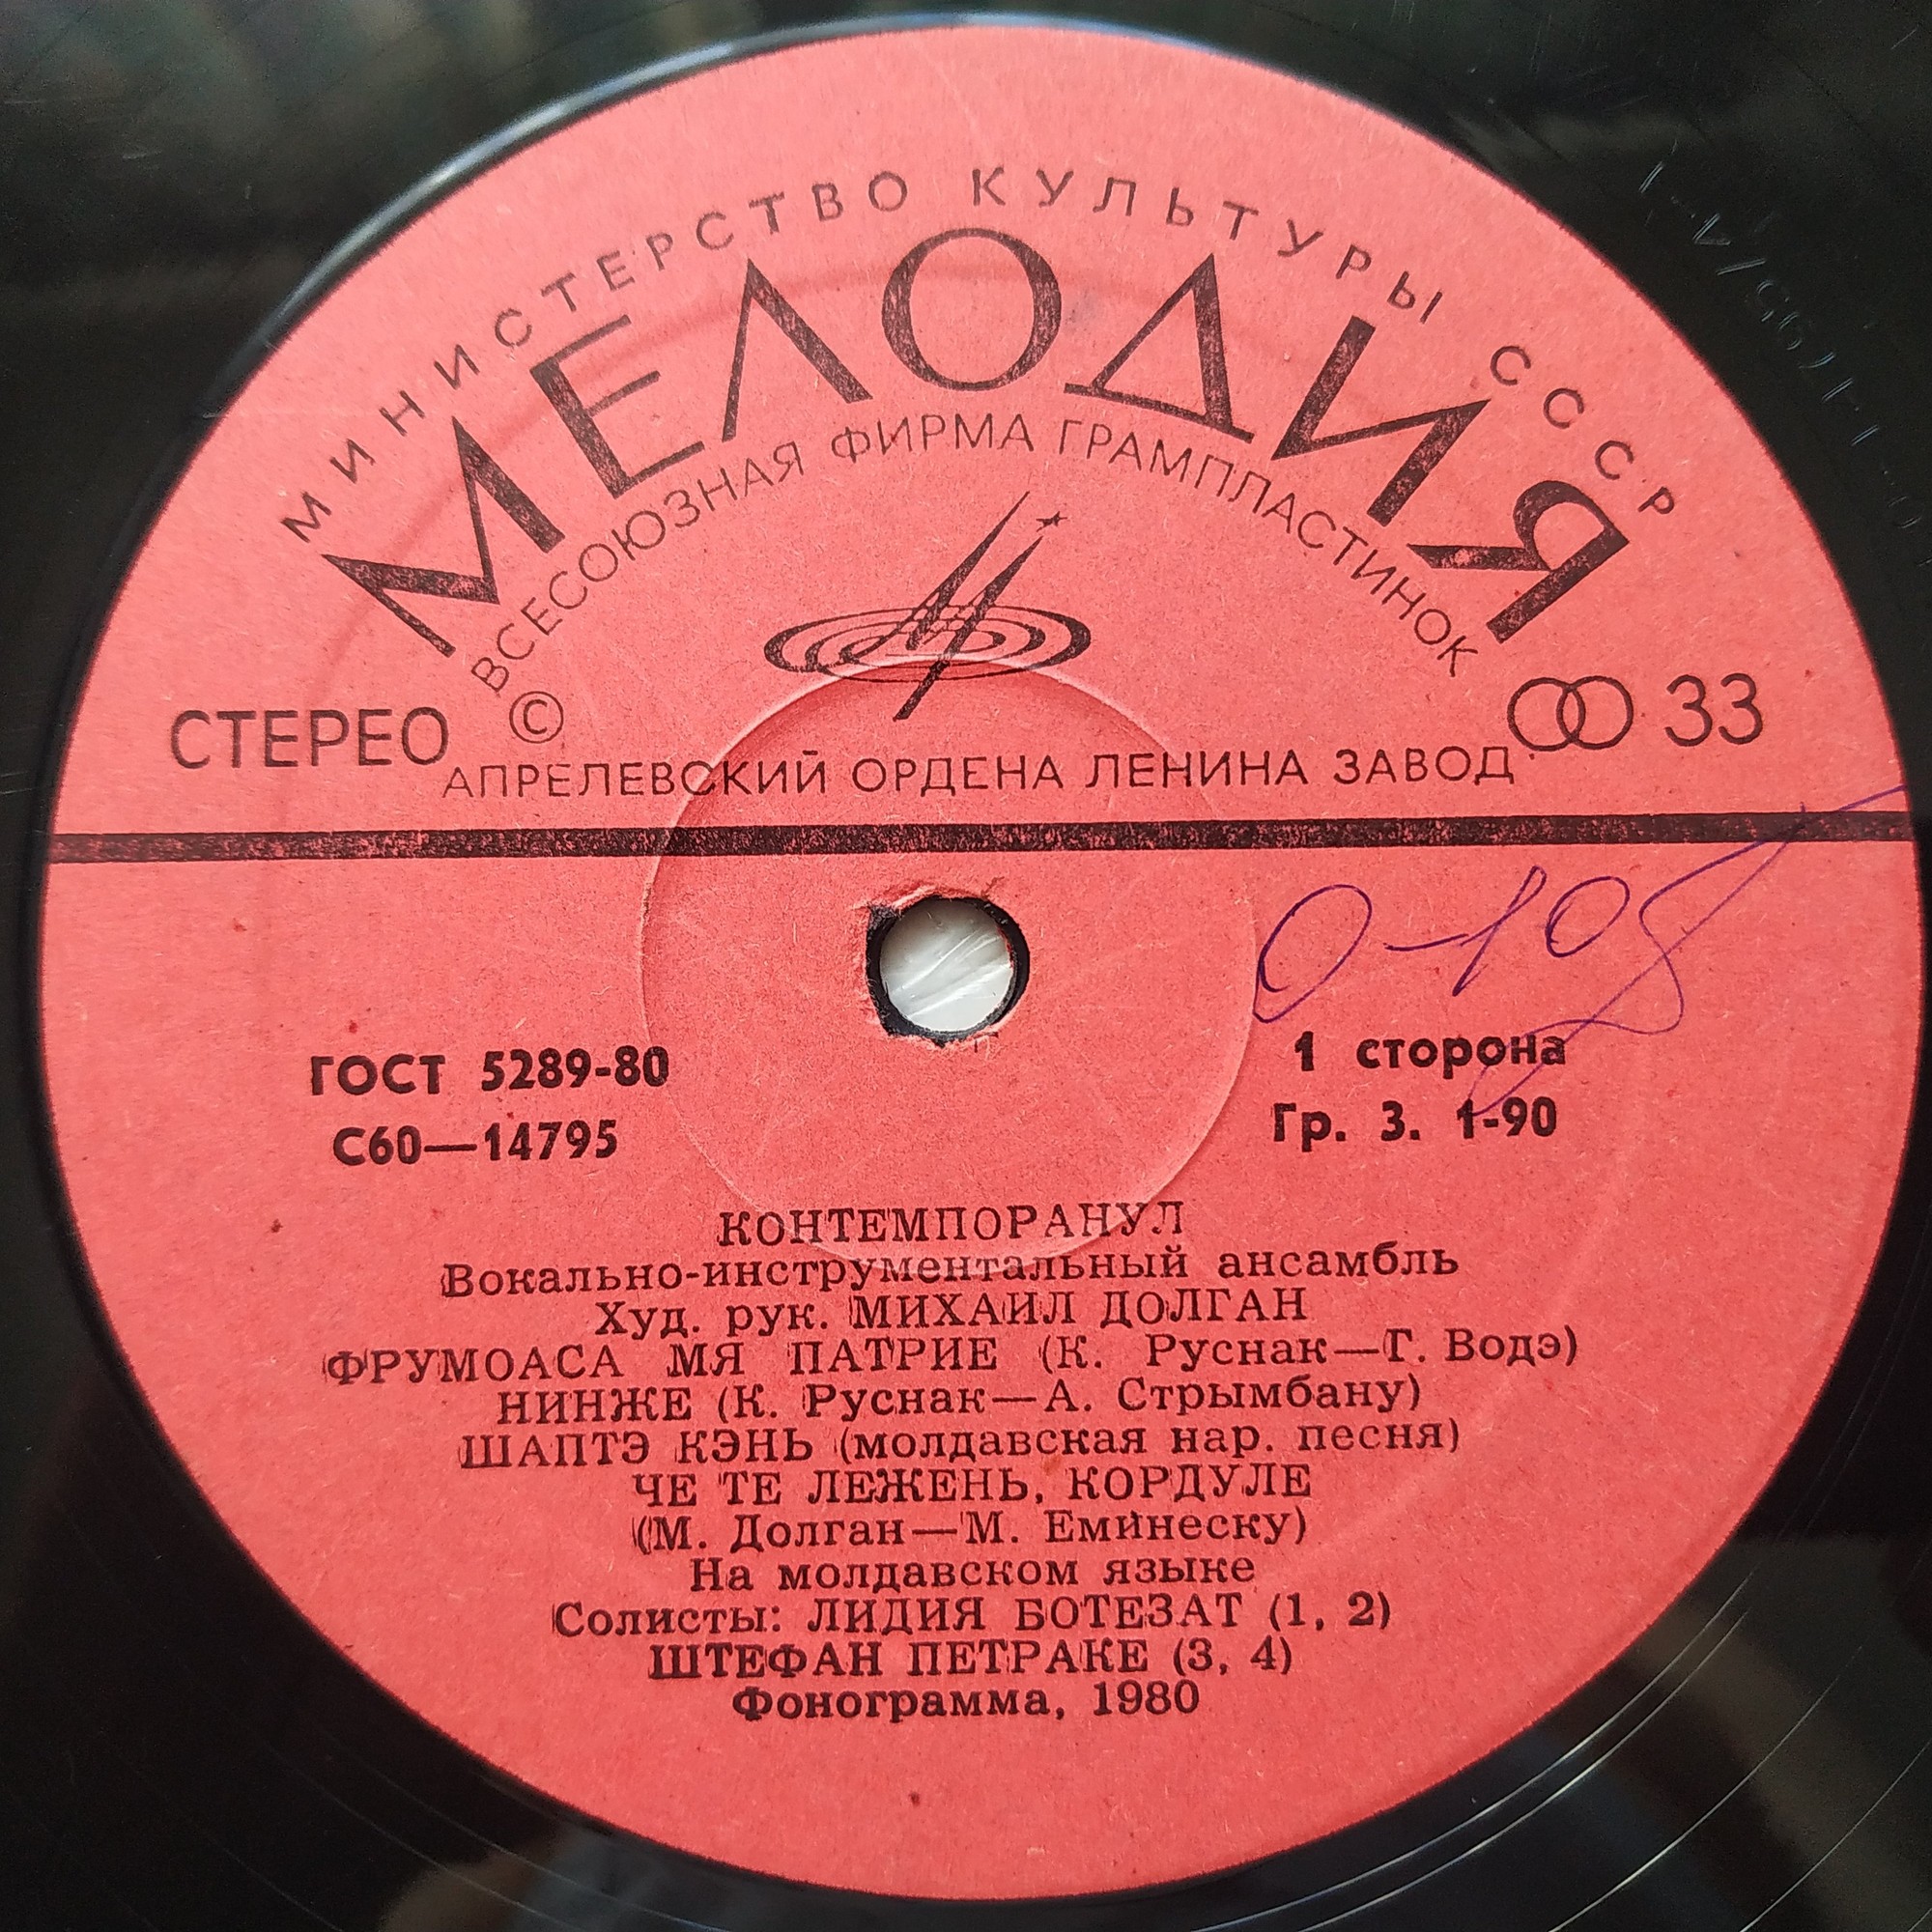 МИНИСТЕРСТВО КУЛЬТУРЫ СССР
МЕЛОДИЯ
ВСЕСОЮЗНАЯ ФИРМА ГРАМПЛАСТИНОК
СТЕРЕО © 33
АПРЕЛЕВСКИЙ ОРДЕНА ЛЕНИНА ЗАВОД
0-10
ГОСТ 5289-80
1 сторона
С60—14795
Гр. 3. 1-90
КОНТЕМПОРАНУЛ
Вокально-инструментальный ансамбль
Худ. рук. МИХАИЛ ДОЛГАН
ФРУМОАСА МЯ ПАТРИЕ (К. Руснак—Г. Водэ)
НИНЖЕ (К. Руснак—А. Стрымбану)
ШАПТЭ КЭНЬ (молдавская нар. песня)
ЧЕ ТЕ ЛЕЖЕНЬ, КОРДУЛЕ
(М. Долган—М. Еминеску)
На молдавском языке
Солисты: ЛИДИЯ БОТЕЗАТ (1, 2)
ШТЕФАН ПЕТРАКЕ (3, 4)
Фонограмма, 1980